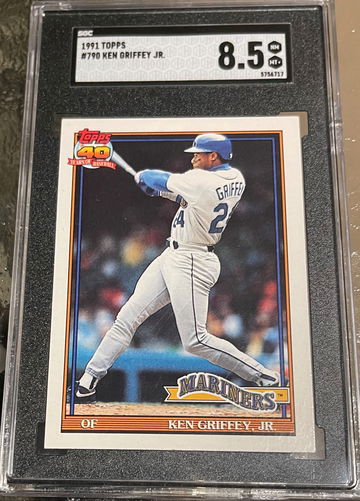 SGC
1991 TOPPS
#790 KEN GRIFFEY JR.
8.5
NM
MT+
5756717
Topps
40
YEARS OF BASEBALL
GRIFFE
24
MARINERS
OF
KEN GRIFFEY, JR.